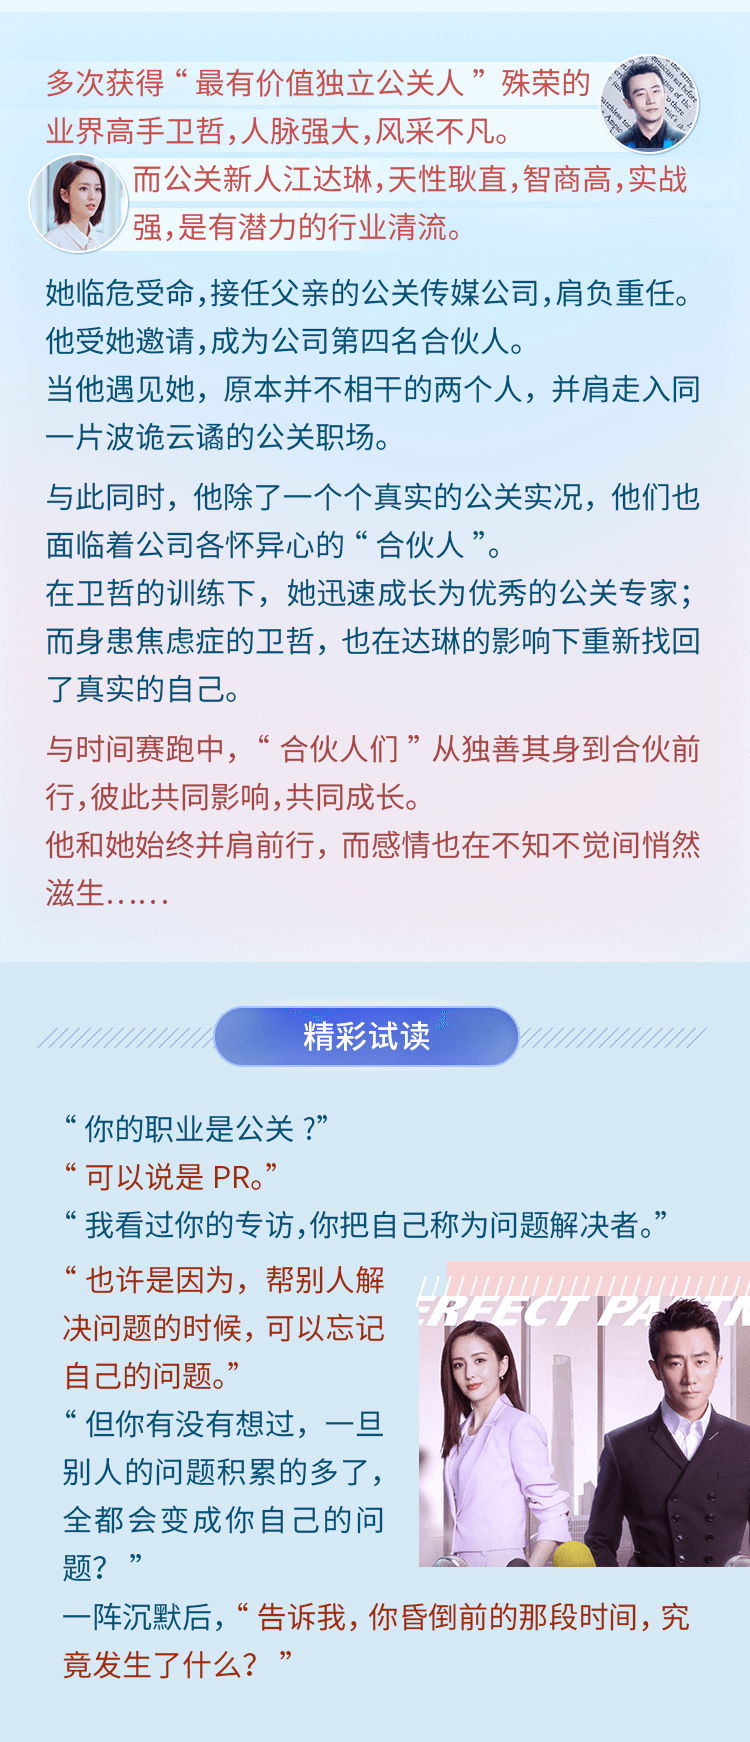 多次获得“最有价值独立公关人”殊荣的
业界高手卫哲,人脉强大,风采不凡。
而公关新人江达琳,天性耿直,智商高,实战
强,是有潜力的行业清流。
她临危受命,接任父亲的公关传媒公司,肩负重任。
他受她邀请,成为公司第四名合伙人。
当他遇见她，原本并不相干的两个人，并肩走入同
一片波诡云谲的公关职场。
与此同时，他除了一个个真实的公关实况，他们也
面临着公司各怀异心的“合伙人”。
在卫哲的训练下，她迅速成长为优秀的公关专家；
而身患焦虑症的卫哲，也在达琳的影响下重新找回
了真实的自己。
与时间赛跑中，“合伙人们”从独善其身到合伙前
行,彼此共同影响,共同成长。
他和她始终并肩前行，而感情也在不知不觉间悄然
滋生……
精彩试读
“你的职业是公关?”
“可以说是 PR。”
“我看过你的专访,你把自己称为问题解决者。”
“也许是因为，帮别人解
决问题的时候,可以忘记
自己的问题。”
“但你有没有想过，一旦
别人的问题积累的多了,
全都会变成你自己的问
题？”
PERFECT PARTN
一阵沉默后,“告诉我,你昏倒前的那段时间,究
竟发生了什么？”